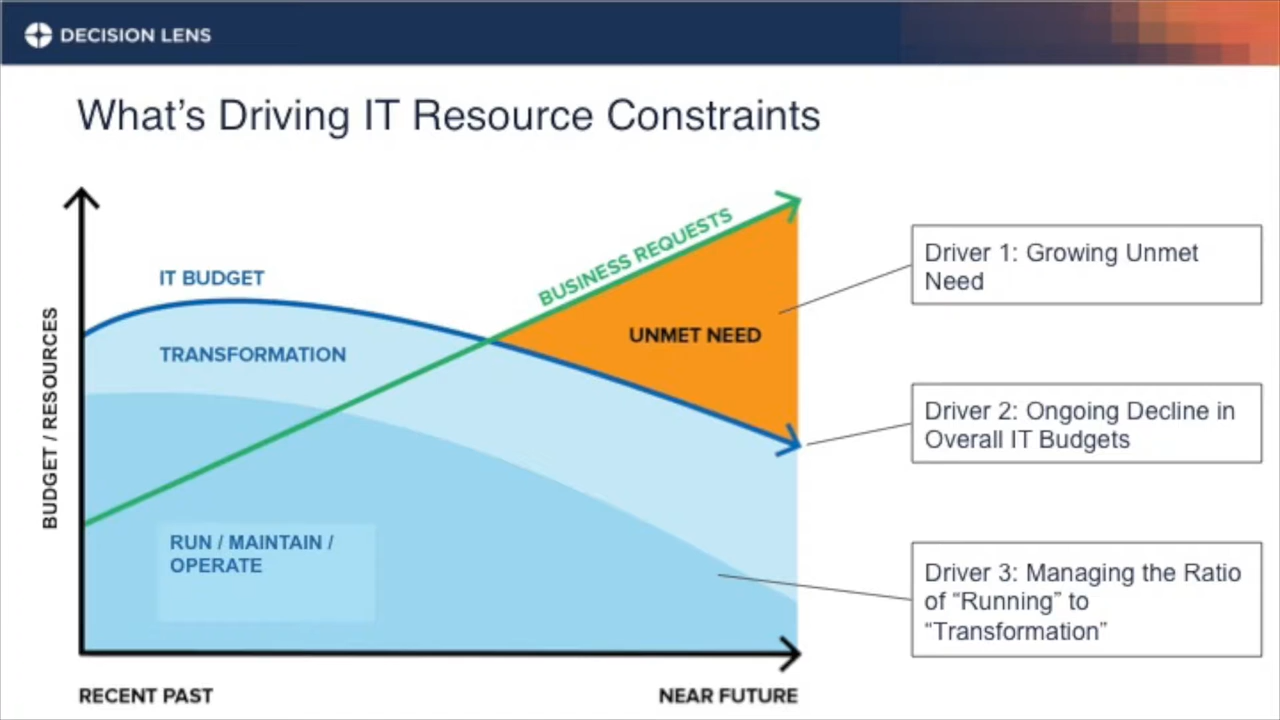 DECISION LENS
What’s Driving IT Resource Constraints
BUDGET / RESOURCES
IT BUDGET
TRANSFORMATION
RUN / MAINTAIN /
OPERATE
BUSINESS REQUESTS
UNMET NEED
RECENT PAST
NEAR FUTURE
Driver 1: Growing Unmet
Need
Driver 2: Ongoing Decline in
Overall IT Budgets
Driver 3: Managing the Ratio
of “Running” to
“Transformation”